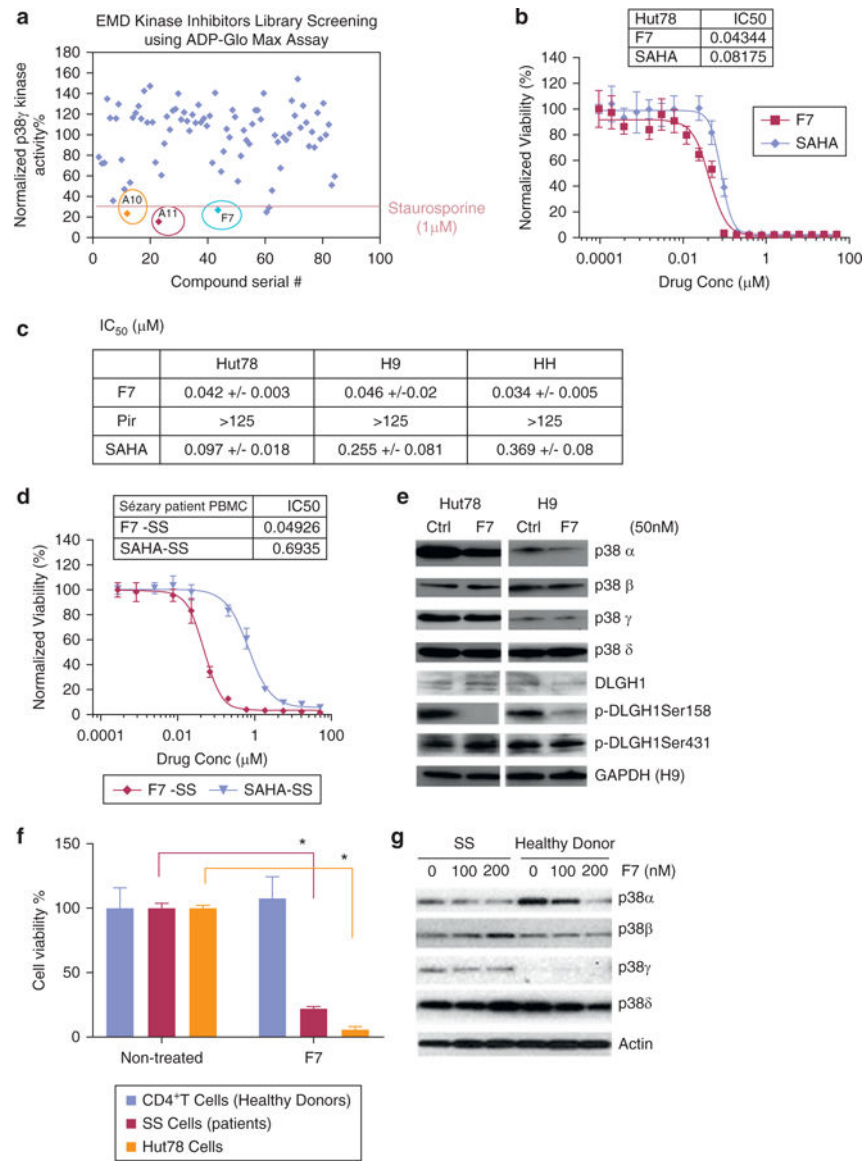 a
EMD Kinase Inhibitors Library Screening
using ADP-Glo Max Assay
Normalized p38γ kinase
activity%
180
160
140
120
100
80
60
40
20
0
A10
A11
F7
Staurosporine
(1μM)
0 20 40 60 80 100
Compound serial #
b
Hut78 IC50
F7 0.04344
SAHA 0.08175
Normalized Viability (%)
140
120
100
80
60
40
20
0
F7
SAHA
0.0001 0.01 1 100
Drug Conc (μM)
c
IC50 (μM)
Hut78 H9 HH
F7 0.042 +/- 0.003 0.046 +/-0.02 0.034 +/- 0.005
Pir >125 >125 >125
SAHA 0.097 +/- 0.018 0.255 +/- 0.081 0.369 +/- 0.08
d
Sézary patient PBMC IC50
F7 -SS 0.04926
SAHA-SS 0.6935
Normalized Viability (%)
140
120
100
80
60
40
20
0
0.0001 0.01 1 100
Drug Conc (μM)
F7 -SS SAHA-SS
e
Hut78 H9
Ctrl F7 Ctrl F7 (50nM)
p38 α
p38 β
p38 γ
p38 δ
DLGH1
p-DLGH1Ser158
p-DLGH1Ser431
GAPDH (H9)
f
Cell viability %
150
100
50
0
*
*
Non-treated F7
CD4+T Cells (Healthy Donors)
SS Cells (patients)
Hut78 Cells
g
SS Healthy Donor
0 100 200 0 100 200 F7 (nM)
p38α
p38β
p38γ
p38δ
Actin